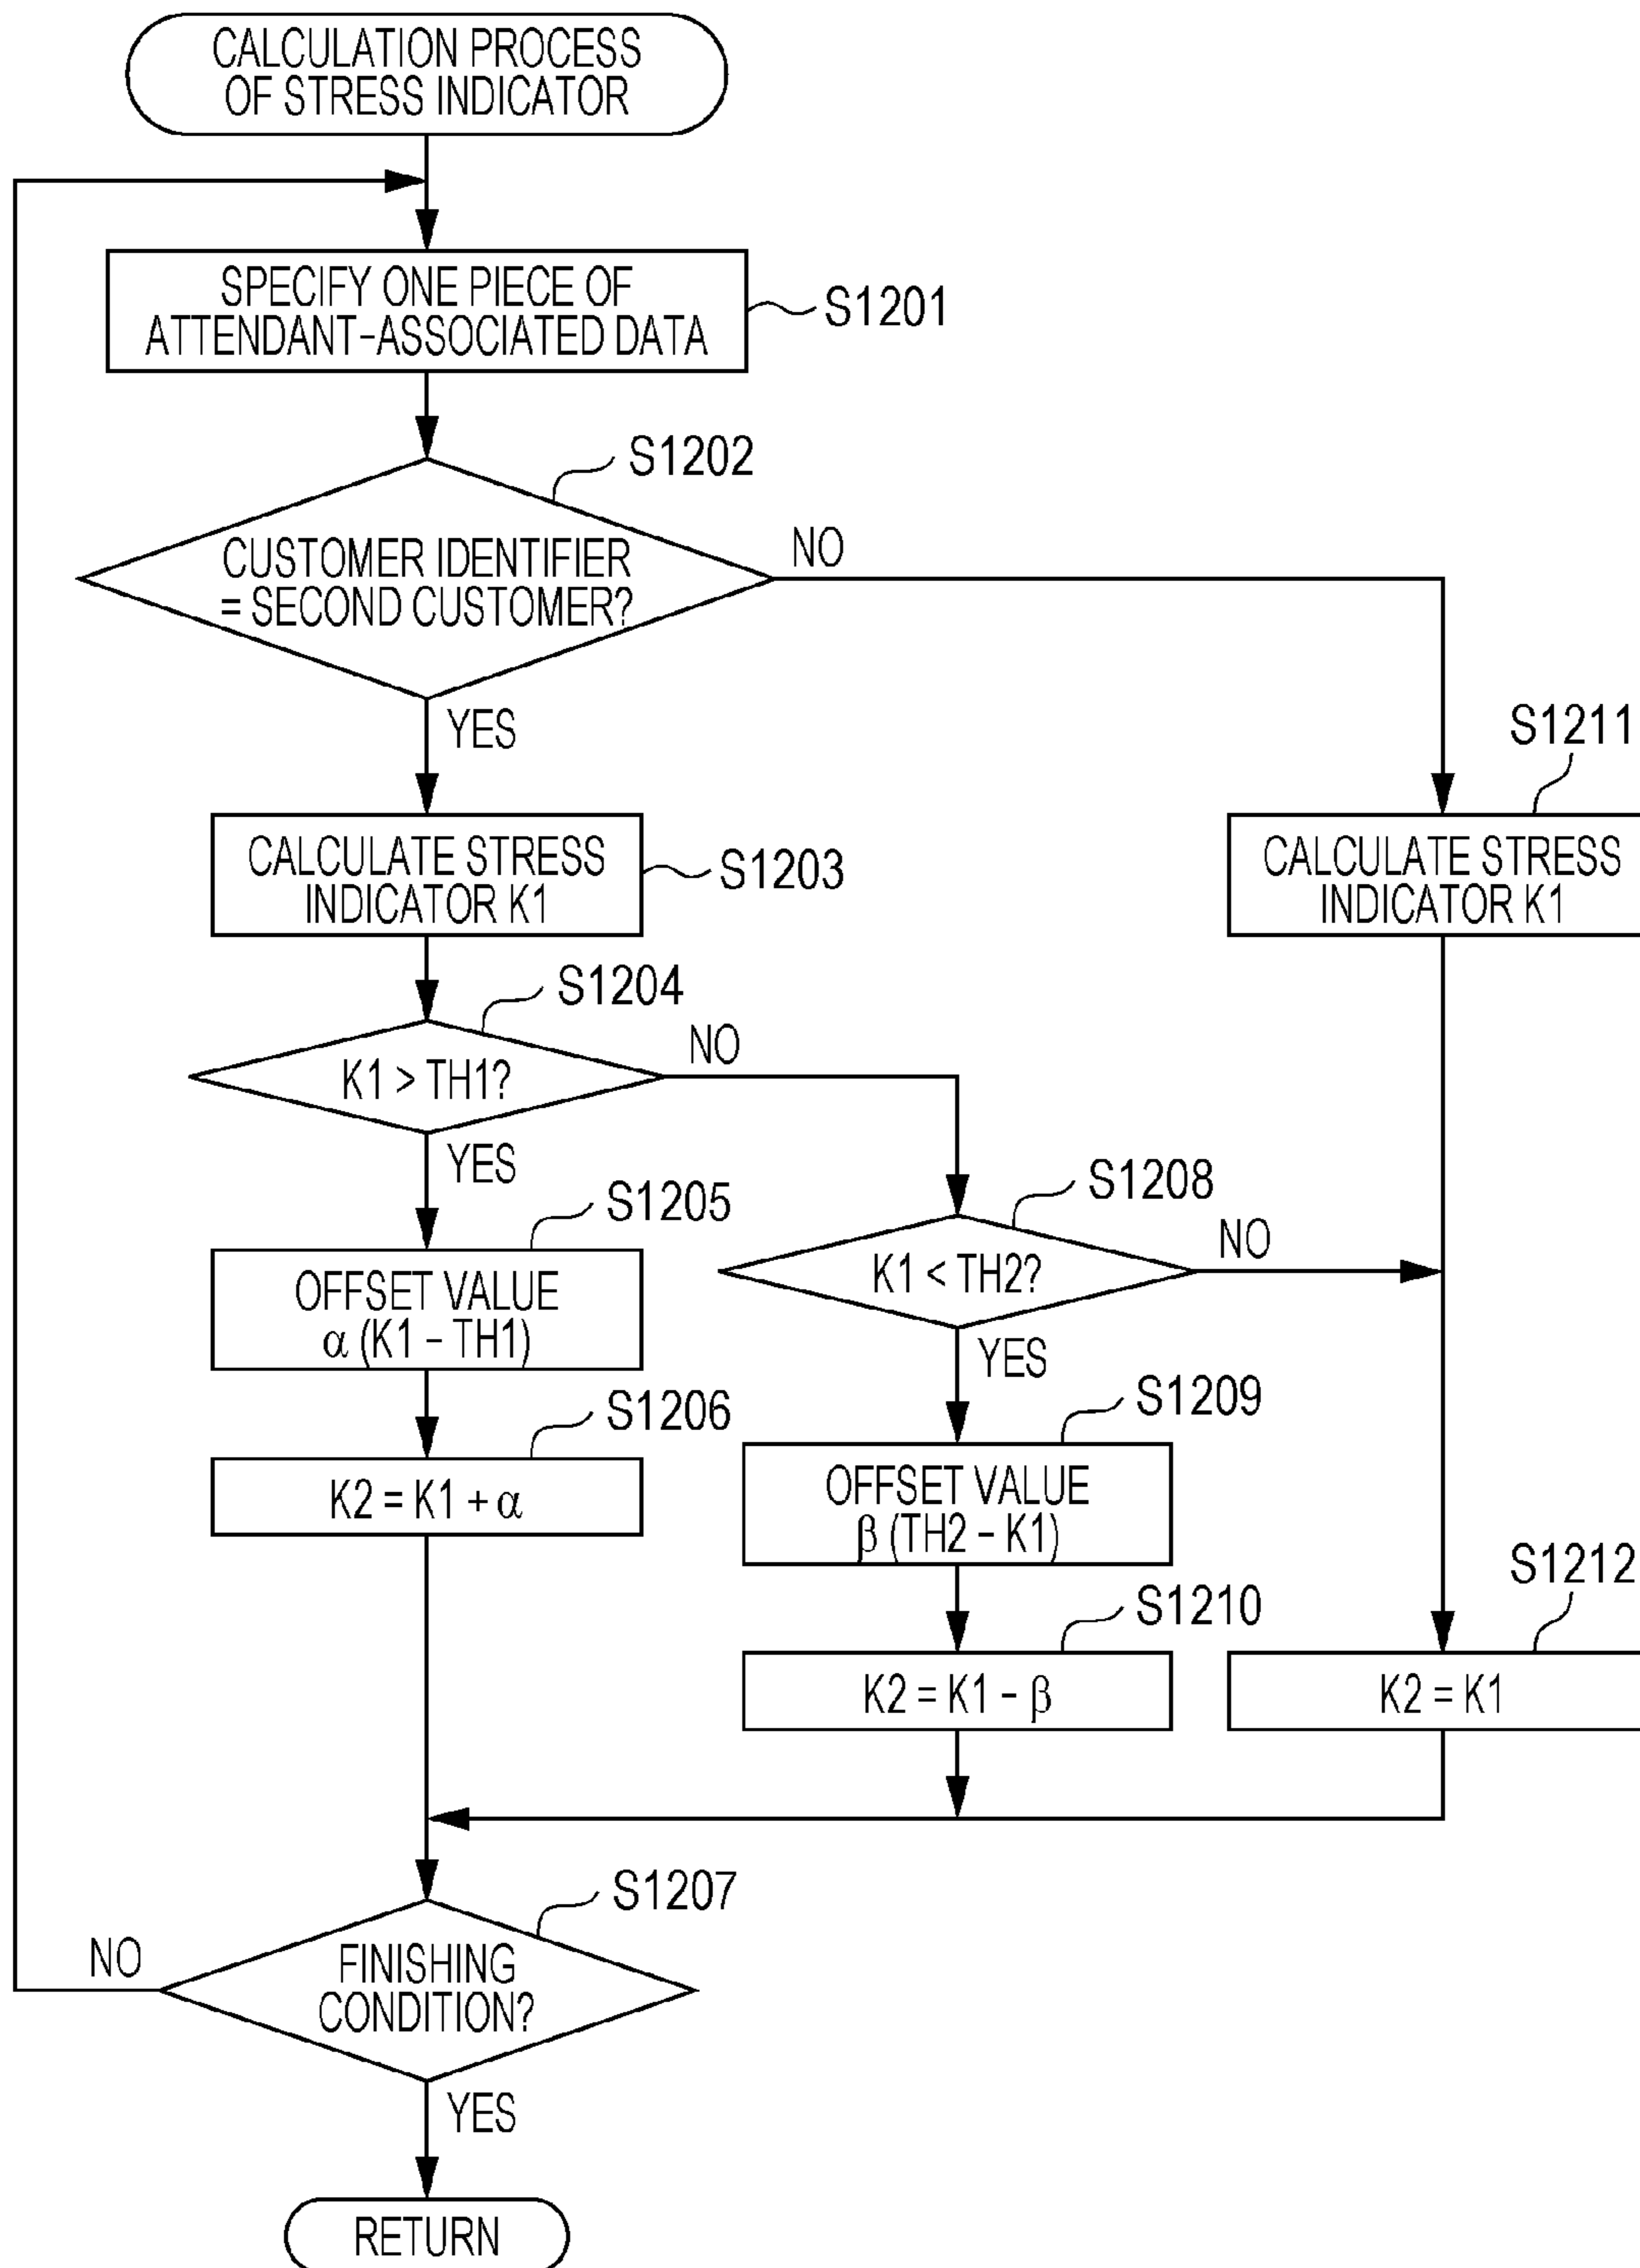 CALCULATION PROCESS
OF STRESS INDICATOR
SPECIFY ONE PIECE OF
ATTENDANT-ASSOCIATED DATA
S1201
S1202
CUSTOMER IDENTIFIER
= SECOND CUSTOMER?
NO
YES
S1203
CALCULATE STRESS
INDICATOR K1
S1211
CALCULATE STRESS
INDICATOR K1
S1204
K1 > TH1?
NO
YES
S1205
OFFSET VALUE
α (K1 - TH1)
S1206
K2 = K1 + α
S1208
K1 < TH2?
NO
YES
S1209
OFFSET VALUE
β (TH2 - K1)
S1210
K2 = K1 - β
S1212
K2 = K1
S1207
FINISHING
CONDITION?
NO
YES
RETURN